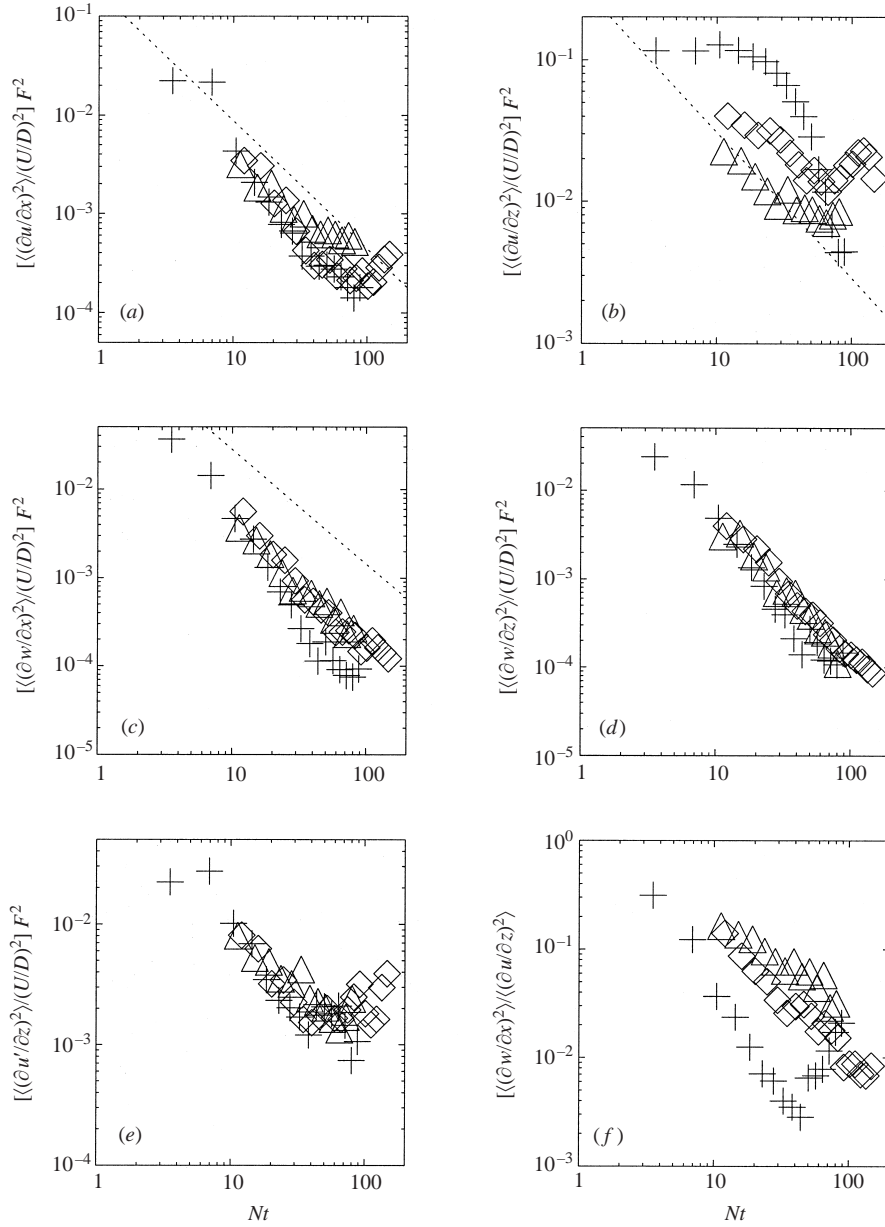 10⁻¹
10⁻²
10⁻³
10⁻⁴
[⟨(∂u/∂x)²⟩/(U/D)²] F²
(a)
1 10 100
10⁻¹
10⁻²
10⁻³
[⟨(∂u/∂z)²⟩/(U/D)²] F²
(b)
1 10 100
10⁻²
10⁻³
10⁻⁴
10⁻⁵
[⟨(∂w/∂x)²⟩/(U/D)²] F²
(c)
1 10 100
10⁻²
10⁻³
10⁻⁴
10⁻⁵
[⟨(∂w/∂z)²⟩/(U/D)²] F²
(d)
1 10 100
10⁻²
10⁻³
10⁻⁴
[⟨(∂u′/∂z)²⟩/(U/D)²] F²
(e)
1 10 100
Nt
10⁰
10⁻¹
10⁻²
10⁻³
[⟨(∂w/∂x)²⟩/⟨(∂u/∂z)²⟩
(f)
1 10 100
Nt